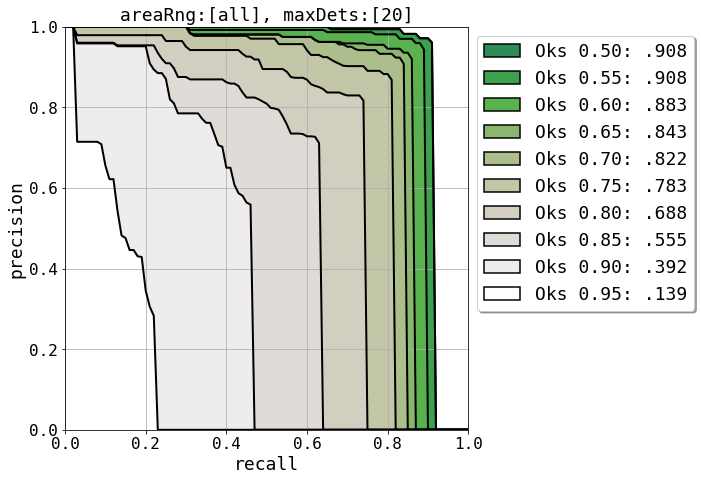 areaRng:[all], maxDets:[20]
1.0
0.8
0.6
0.4
0.2
0.0
precision
0.0 0.2 0.4 0.6 0.8 1.0
recall
Oks 0.50: .908
Oks 0.55: .908
Oks 0.60: .883
Oks 0.65: .843
Oks 0.70: .822
Oks 0.75: .783
Oks 0.80: .688
Oks 0.85: .555
Oks 0.90: .392
Oks 0.95: .139